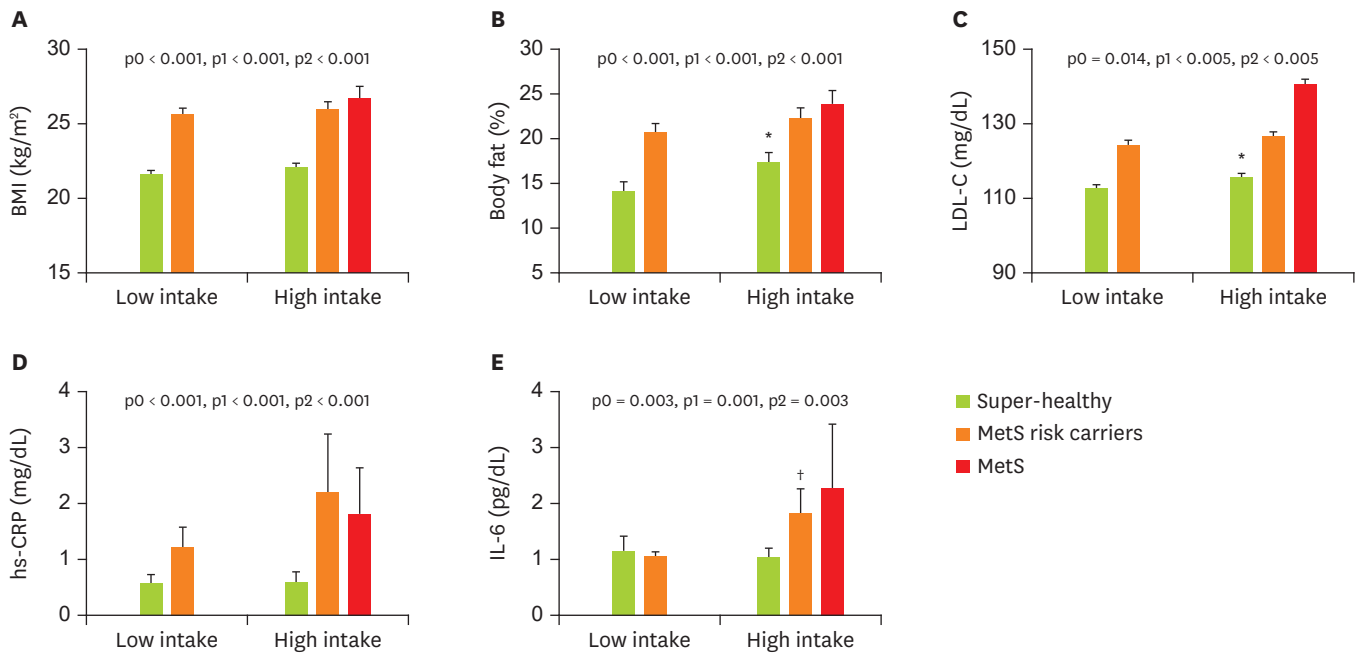 A
BMI (kg/m²)
30
25
20
15
p0 < 0.001, p1 < 0.001, p2 < 0.001
Low intake
High intake
B
Body fat (%)
30
25
20
15
10
5
p0 < 0.001, p1 < 0.001, p2 < 0.001
*
Low intake
High intake
C
LDL-C (mg/dL)
150
130
110
90
p0 = 0.014, p1 < 0.005, p2 < 0.005
*
Low intake
High intake
D
hs-CRP (mg/dL)
4
3
2
1
0
p0 < 0.001, p1 < 0.001, p2 < 0.001
Low intake
High intake
E
IL-6 (pg/dL)
4
3
2
1
0
p0 = 0.003, p1 = 0.001, p2 = 0.003
†
Low intake
High intake
Super-healthy
MetS risk carriers
MetS